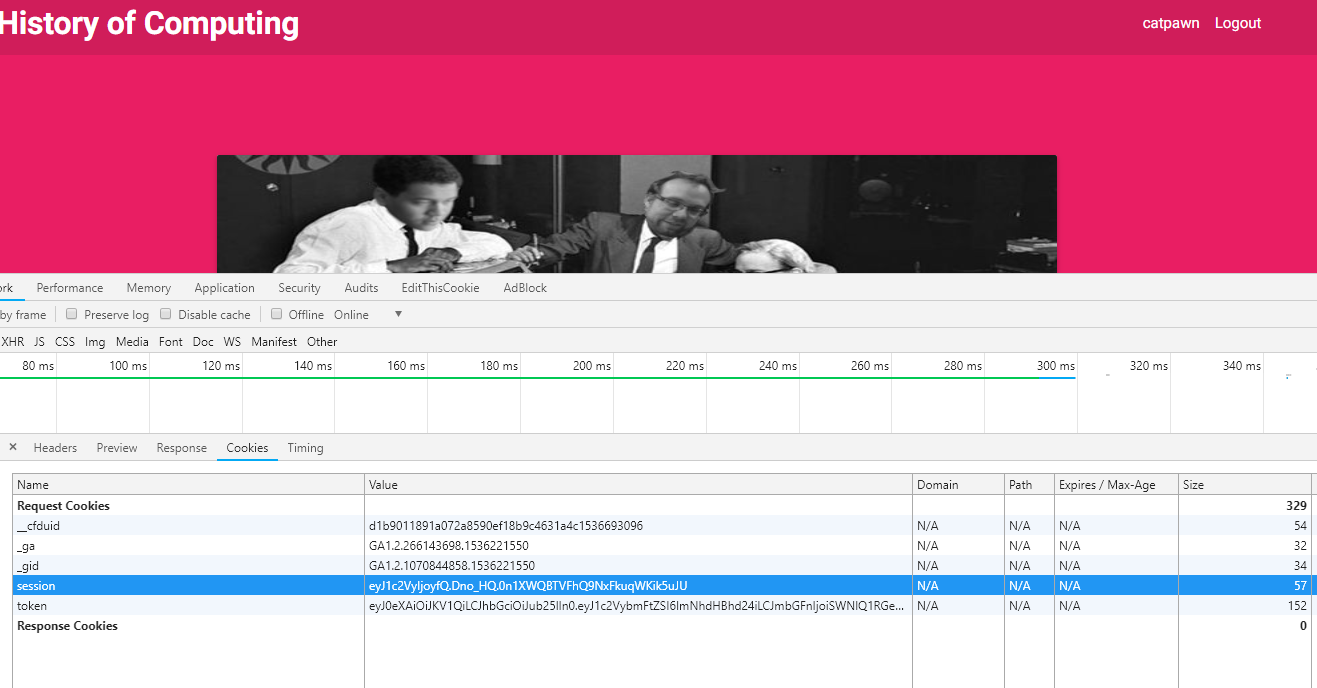 History of Computing
catpawn Logout
rk Performance Memory Application Security Audits EditThisCookie AdBlock
by frame Preserve log Disable cache Offline Online ▼
XHR JS CSS Img Media Font Doc WS Manifest Other
80 ms 100 ms 120 ms 140 ms 160 ms 180 ms 200 ms 220 ms 240 ms 260 ms 280 ms 300 ms 320 ms 340 ms
× Headers Preview Response Cookies Timing
Name Value Domain Path Expires / Max-Age Size
Request Cookies 329
__cfduid d1b9011891a072a8590ef18b9c4631a4c1536693096 N/A N/A N/A 54
_ga GA1.2.266143698.1536221550 N/A N/A N/A 32
_gid GA1.2.1070844858.1536221550 N/A N/A N/A 34
session eyJ1c2VyIjoyfQ.Dno_HQ.0n1XWQBTVFhQ9NxFkuqWKik5uJU N/A N/A N/A 57
token eyJ0eXAiOiJKV1QiLCJhbGciOiJub25lIn0.eyJ1c2VybmFtZSI6ImNhdHBhd24iLCJmbGFnIjoiSWNlQ1RGe... N/A N/A N/A 152
Response Cookies 0